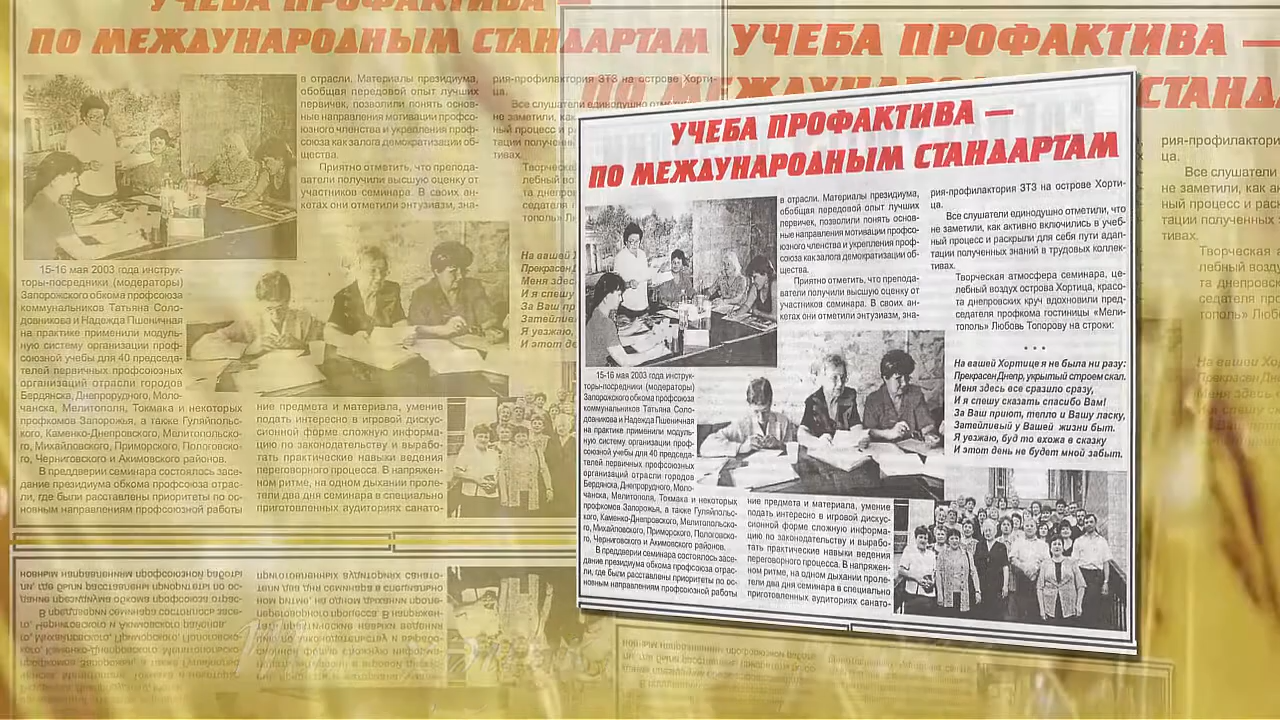 УЧЕБА ПРОФАКТИВА —
ПО МЕЖДУНАРОДНЫМ СТАНДАРТАМ
15-16 мая 2003 года инструк-
торы-посредники (модераторы)
Запорожского обкома профсоюза
коммунальников Татьяна Соло-
довникова и Надежда Пшеничная
на практике применили модуль-
ную систему организации проф-
союзной учебы для 40 председа-
телей первичных профсоюзных
организаций отрасли городов
Бердянска, Днепрорудного, Моло-
чанска, Мелитополя, Токмака и некоторых
профкомов Запорожья, а также Гуляйпольс-
кого, Каменко-Днепровского, Мелитопольско-
го, Михайловского, Приморского, Пологовско-
го, Черниговского и Акимовского районов.
В преддверии семинара состоялось засе-
дание президиума обкома профсоюза отрас-
ли, где были расставлены приоритеты по ос-
новным направлениям профсоюзной работы
в отрасли. Материалы президиума,
обобщая передовой опыт лучших
первичек, позволили понять основ-
ные направления мотивации профсо-
юзного членства и укрепления проф-
союза как залога демократизации об-
щества.
Приятно отметить, что препода-
ватели получили высшую оценку от
участников семинара. В своих ан-
кетах они отметили энтузиазм, зна-
ние предмета и материала, умение
подать интересно в игровой дискус-
сионной форме сложную информа-
цию по законодательству и вырабо-
тать практические навыки ведения
переговорного процесса. В напряжен-
ном ритме, на одном дыхании проле-
тели два дня семинара в специально
приготовленных аудиториях санато-
рия-профилактория ЗТЗ на острове Хорти-
ца.
Все слушатели единодушно отметили, что
не заметили, как активно включились в учеб-
ный процесс и раскрыли для себя пути адап-
тации полученных знаний в трудовых коллек-
тивах.
Творческая атмосфера семинара, це-
лебный воздух острова Хортица, красо-
та днепровских круч вдохновили пред-
седателя профкома гостиницы «Мели-
тополь» Любовь Топорову на строки:
* * *
На вашей Хортице я не была ни разу:
Прекрасен Днепр, укрытый строем скал.
Меня здесь все сразило сразу,
И я спешу сказать спасибо Вам!
За Ваш приют, тепло и Вашу ласку,
Затейливый у Вашей жизни быт.
Я уезжаю, буд то вхожа в сказку
И этот день не будет мной забыт.